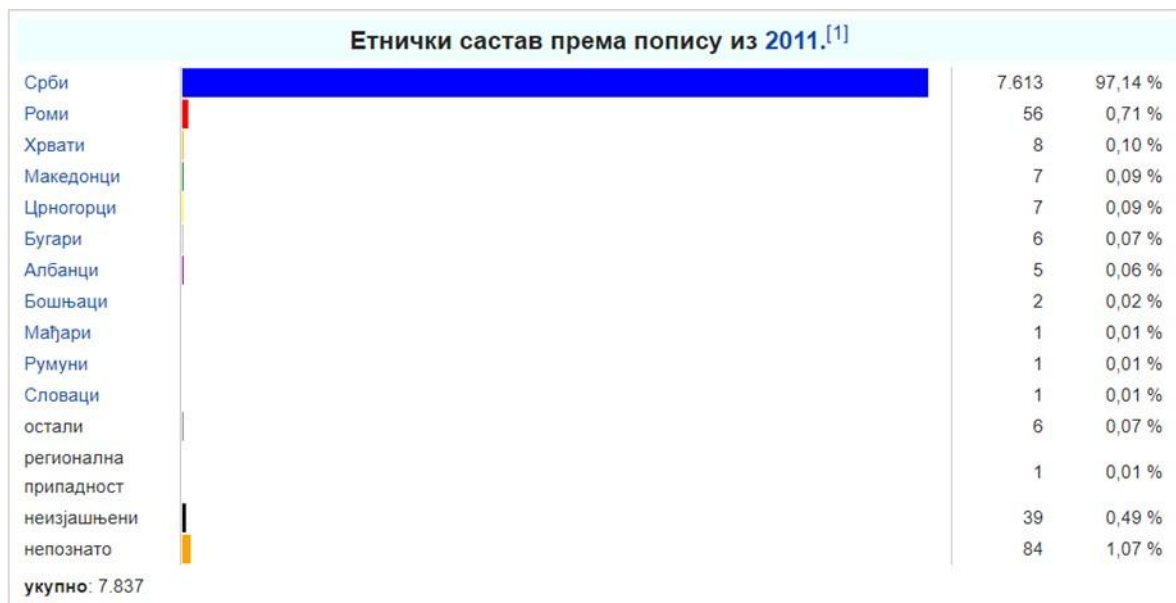 Етнички састав према попису из 2011.[1]
Срби 7.613 97,14 %
Роми 56 0,71 %
Хрвати 8 0,10 %
Македонци 7 0,09 %
Црногорци 7 0,09 %
Бугари 6 0,07 %
Албанци 5 0,06 %
Бошњаци 2 0,02 %
Мађари 1 0,01 %
Румуни 1 0,01 %
Словаци 1 0,01 %
остали 6 0,07 %
регионална
припадност 1 0,01 %
неизјашњени 39 0,49 %
непознато 84 1,07 %
укупно: 7.837